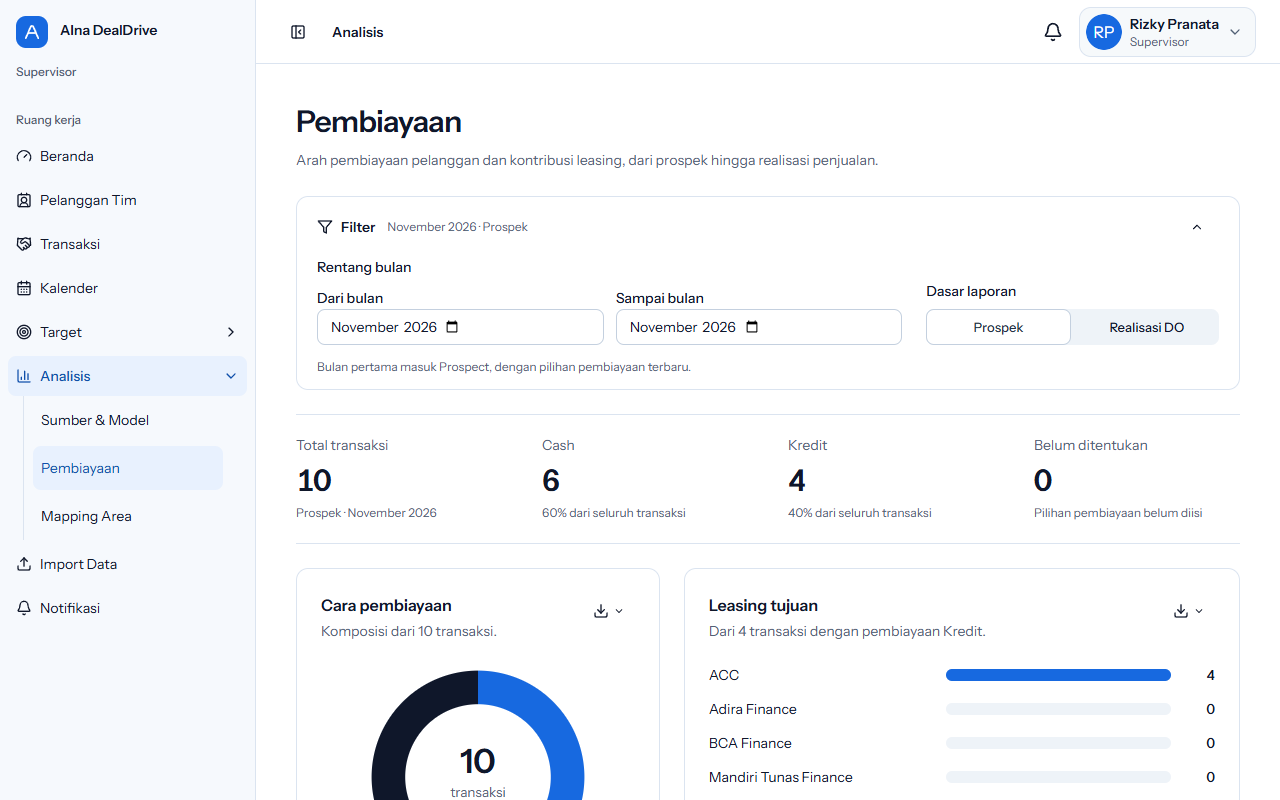 A
AIna DealDrive
Supervisor
Ruang kerja
Beranda
Pelanggan Tim
Transaksi
Kalender
Target
Analisis
Sumber & Model
Pembiayaan
Mapping Area
Import Data
Notifikasi
Analisis
RP
Rizky Pranata
Supervisor
Pembiayaan
Arah pembiayaan pelanggan dan kontribusi leasing, dari prospek hingga realisasi penjualan.
Filter November 2026 · Prospek
Rentang bulan
Dari bulan
November 2026
Sampai bulan
November 2026
Dasar laporan
Prospek
Realisasi DO
Bulan pertama masuk Prospect, dengan pilihan pembiayaan terbaru.
Total transaksi
10
Prospek · November 2026
Cash
6
60% dari seluruh transaksi
Kredit
4
40% dari seluruh transaksi
Belum ditentukan
0
Pilihan pembiayaan belum diisi
Cara pembiayaan
Komposisi dari 10 transaksi.
10
transaksi
Leasing tujuan
Dari 4 transaksi dengan pembiayaan Kredit.
ACC 4
Adira Finance 0
BCA Finance 0
Mandiri Tunas Finance 0